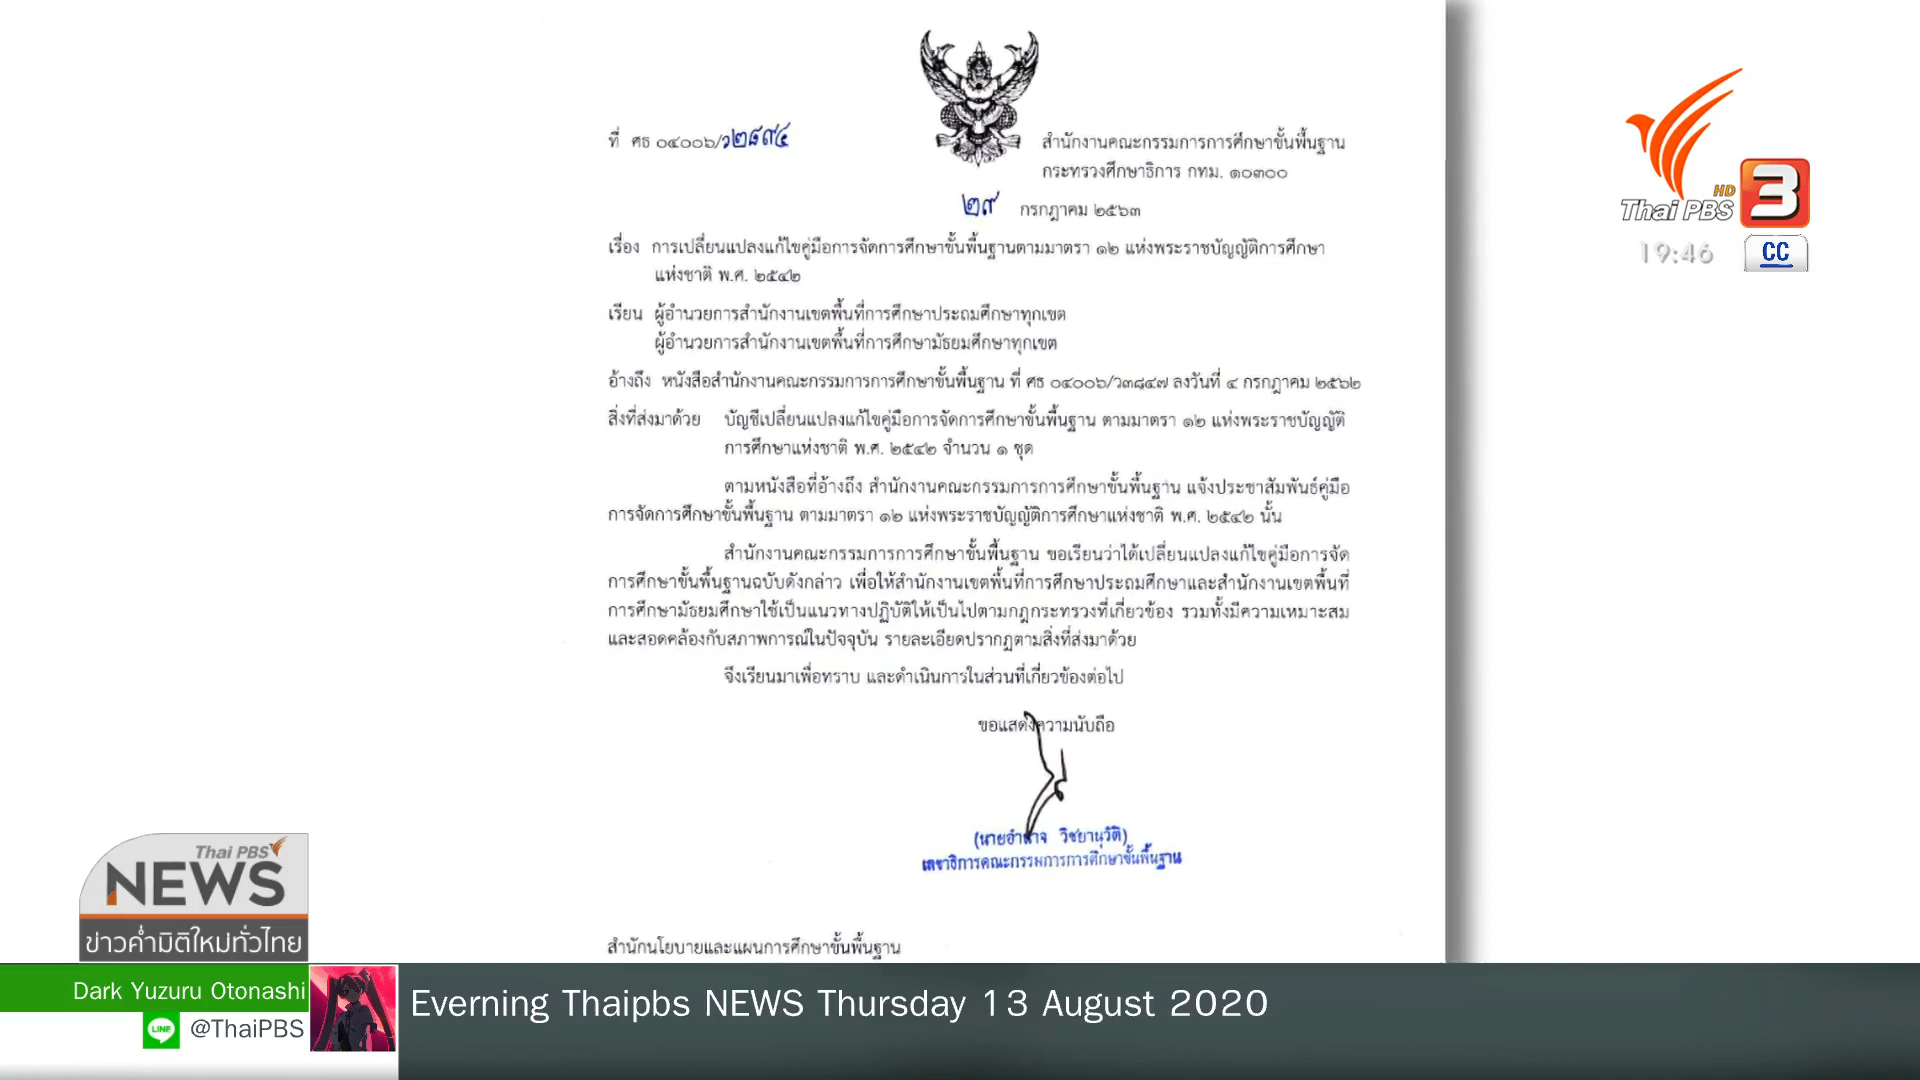 ที่ ศธ ๐๔๐๐๖/ว๒๘๙๔
สำนักงานคณะกรรมการการศึกษาขั้นพื้นฐาน
กระทรวงศึกษาธิการ กทม. ๑๐๓๐๐
๒๙ กรกฎาคม ๒๕๖๓
เรื่อง การเปลี่ยนแปลงแก้ไขคู่มือการจัดการศึกษาขั้นพื้นฐานตามมาตรา ๑๒ แห่งพระราชบัญญัติการศึกษา
แห่งชาติ พ.ศ. ๒๕๔๒
เรียน ผู้อำนวยการสำนักงานเขตพื้นที่การศึกษาประถมศึกษาทุกเขต
ผู้อำนวยการสำนักงานเขตพื้นที่การศึกษามัธยมศึกษาทุกเขต
อ้างถึง หนังสือสำนักงานคณะกรรมการการศึกษาขั้นพื้นฐาน ที่ ศธ ๐๔๐๐๖/ว๓๘๔๗ ลงวันที่ ๔ กรกฎาคม ๒๕๖๒
สิ่งที่ส่งมาด้วย บัญชีเปลี่ยนแปลงแก้ไขคู่มือการจัดการศึกษาขั้นพื้นฐาน ตามมาตรา ๑๒ แห่งพระราชบัญญัติ
การศึกษาแห่งชาติ พ.ศ. ๒๕๔๒ จำนวน ๑ ชุด
ตามหนังสือที่อ้างถึง สำนักงานคณะกรรมการการศึกษาขั้นพื้นฐาน แจ้งประชาสัมพันธ์คู่มือ
การจัดการศึกษาขั้นพื้นฐาน ตามมาตรา ๑๒ แห่งพระราชบัญญัติการศึกษาแห่งชาติ พ.ศ. ๒๕๔๒ นั้น
สำนักงานคณะกรรมการการศึกษาขั้นพื้นฐาน ขอเรียนว่าได้เปลี่ยนแปลงแก้ไขคู่มือการจัด
การศึกษาขั้นพื้นฐานฉบับดังกล่าว เพื่อให้สำนักงานเขตพื้นที่การศึกษาประถมศึกษาและสำนักงานเขตพื้นที่
การศึกษามัธยมศึกษาใช้เป็นแนวทางปฏิบัติให้เป็นไปตามกฎกระทรวงที่เกี่ยวข้อง รวมทั้งมีความเหมาะสม
และสอดคล้องกับสภาพการณ์ในปัจจุบัน รายละเอียดปรากฏตามสิ่งที่ส่งมาด้วย
จึงเรียนมาเพื่อทราบ และดำเนินการในส่วนที่เกี่ยวข้องต่อไป
ขอแสดงความนับถือ
(นายอำนาจ วิชยานุวัติ)
เลขาธิการคณะกรรมการการศึกษาขั้นพื้นฐาน
สำนักนโยบายและแผนการศึกษาขั้นพื้นฐาน
Thai PBS HD 3
19:46 CC
Thai PBS
NEWS
ข่าวค่ำมิติใหม่ทั่วไทย
Dark Yuzuru Otonashi
LINE @ThaiPBS
Everning Thaipbs NEWS Thursday 13 August 2020